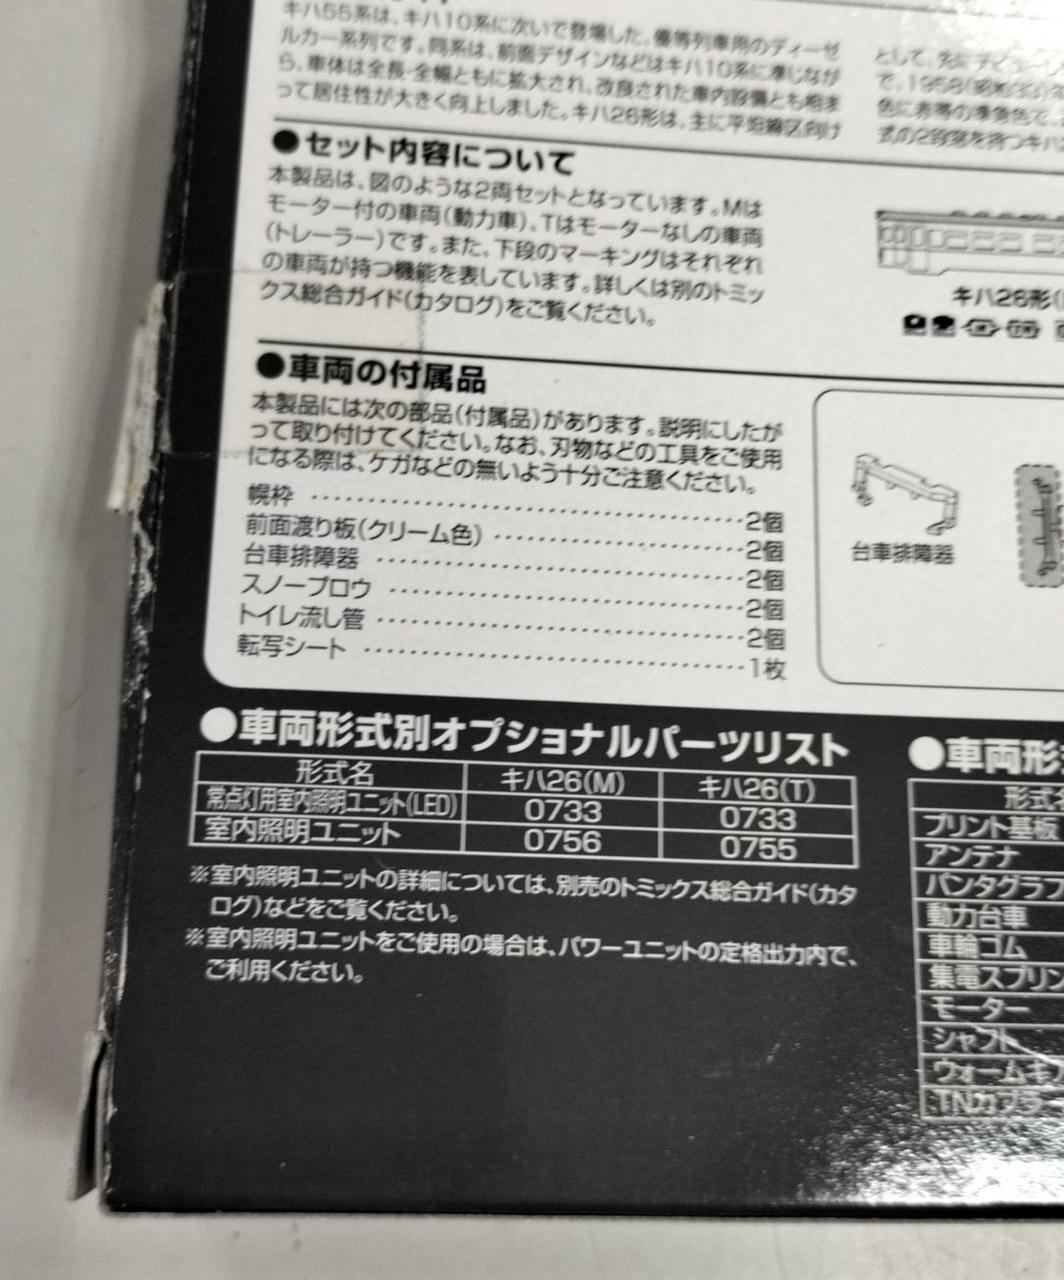 キハ55系は、キハ10系に次いで登場した、優等列車用のディーゼ
ルカー系列です。同系は、前面デザインなどはキハ10系に準じなが
ら、車体は全長・全幅ともに拡大され、改良された車内設備とも相ま
って居住性が大きく向上しました。キハ26形は、主に平坦線区向け
として、先にデビュー
で、1958(昭和33)年
色に赤帯の準急色で、
式の2段窓を持つキハ
●セット内容について
本製品は、図のような2両セットとなっています。Mは
モーター付の車両(動力車)、Tはモーターなしの車両
(トレーラー)です。また、下段のマーキングはそれぞれ
の車両が持つ機能を表しています。詳しくは別のトミッ
クス総合ガイド(カタログ)をご覧ください。
キハ26形(
●車両の付属品
本製品には次の部品(付属品)があります。説明にしたが
って取り付けてください。なお、刃物などの工具をご使用
になる際は、ケガなどの無いよう十分ご注意ください。
幌枠 ……………………………2個
前面渡り板(クリーム色) ……………………2個
台車排障器 ……………………………2個
スノープロウ ……………………………2個
トイレ流し管 ……………………………2個
転写シート ……………………………1枚
台車排障器
●車両形式別オプショナルパーツリスト
形式名 キハ26(M) キハ26(T)
常点灯用室内照明ユニット(LED) 0733 0733
室内照明ユニット 0756 0755
※室内照明ユニットの詳細については、別売のトミックス総合ガイド(カタ
ログ)などをご覧ください。
※室内照明ユニットをご使用の場合は、パワーユニットの定格出力内で、
ご利用ください。
●車両形
形式
プリント基板
アンテナ
パンタグラフ
動力台車
車輪ゴム
集電スプリン
モーター
シャフト
ウォームギ
TNカプラー